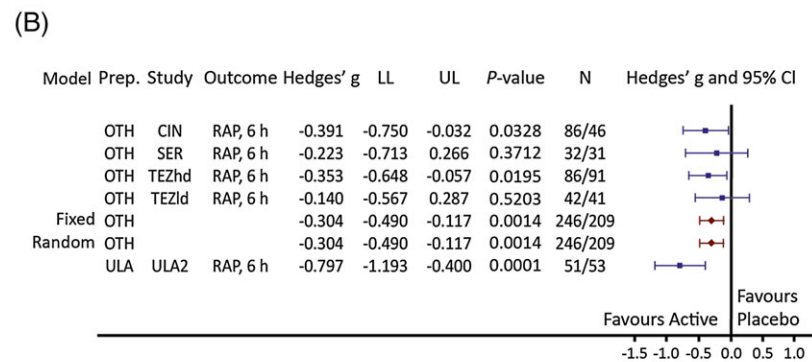 (B)
Model Prep. Study Outcome Hedges' g LL UL P-value N Hedges' g and 95% CI
OTH CIN RAP, 6 h -0.391 -0.750 -0.032 0.0328 86/46
OTH SER RAP, 6 h -0.223 -0.713 0.266 0.3712 32/31
OTH TEZhd RAP, 6 h -0.353 -0.648 -0.057 0.0195 86/91
OTH TEZld RAP, 6 h -0.140 -0.567 0.287 0.5203 42/41
Fixed OTH -0.304 -0.490 -0.117 0.0014 246/209
Random OTH -0.304 -0.490 -0.117 0.0014 246/209
ULA ULA2 RAP, 6 h -0.797 -1.193 -0.400 0.0001 51/53
Favours
Favours Active Placebo
-1.5 -1.0 -0.5 0.0 0.5 1.0